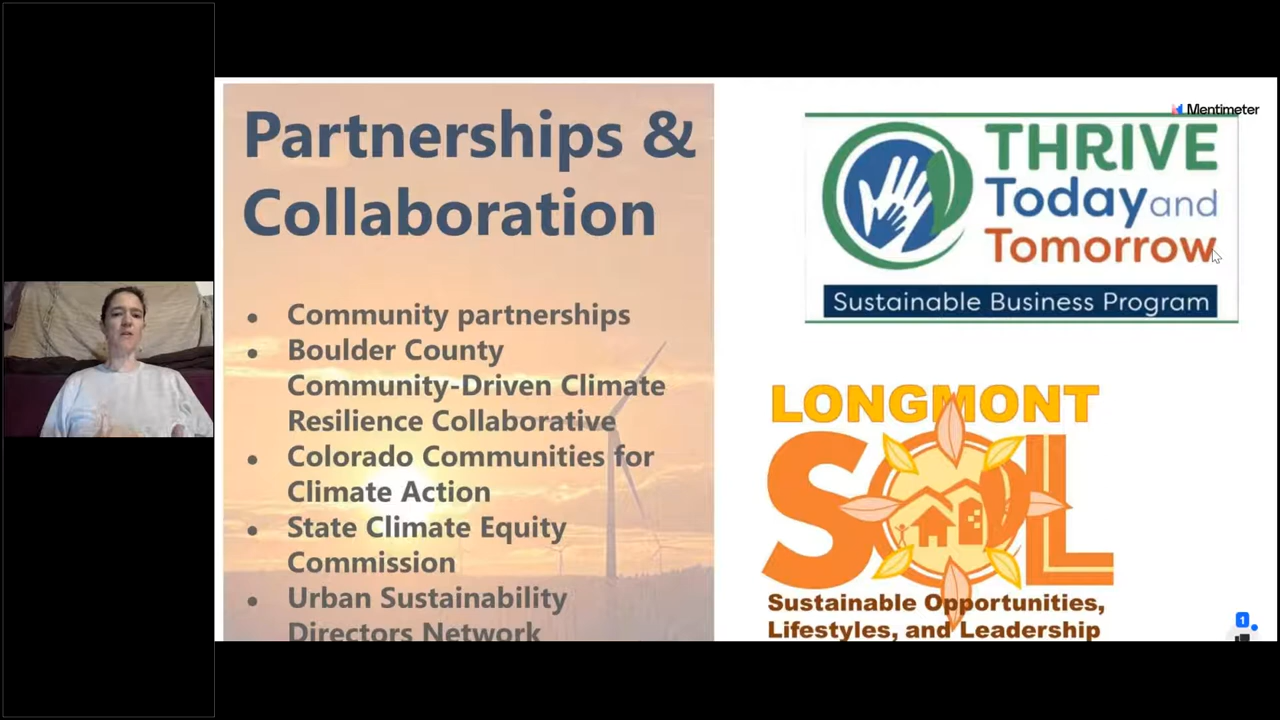 Partnerships &
Collaboration
• Community partnerships
• Boulder County
Community-Driven Climate
Resilience Collaborative
• Colorado Communities for
Climate Action
• State Climate Equity
Commission
• Urban Sustainability
Directors Network
Mentimeter
THRIVE
Today and
Tomorrow
Sustainable Business Program
LONGMONT
SOL
Sustainable Opportunities,
Lifestyles, and Leadership
1